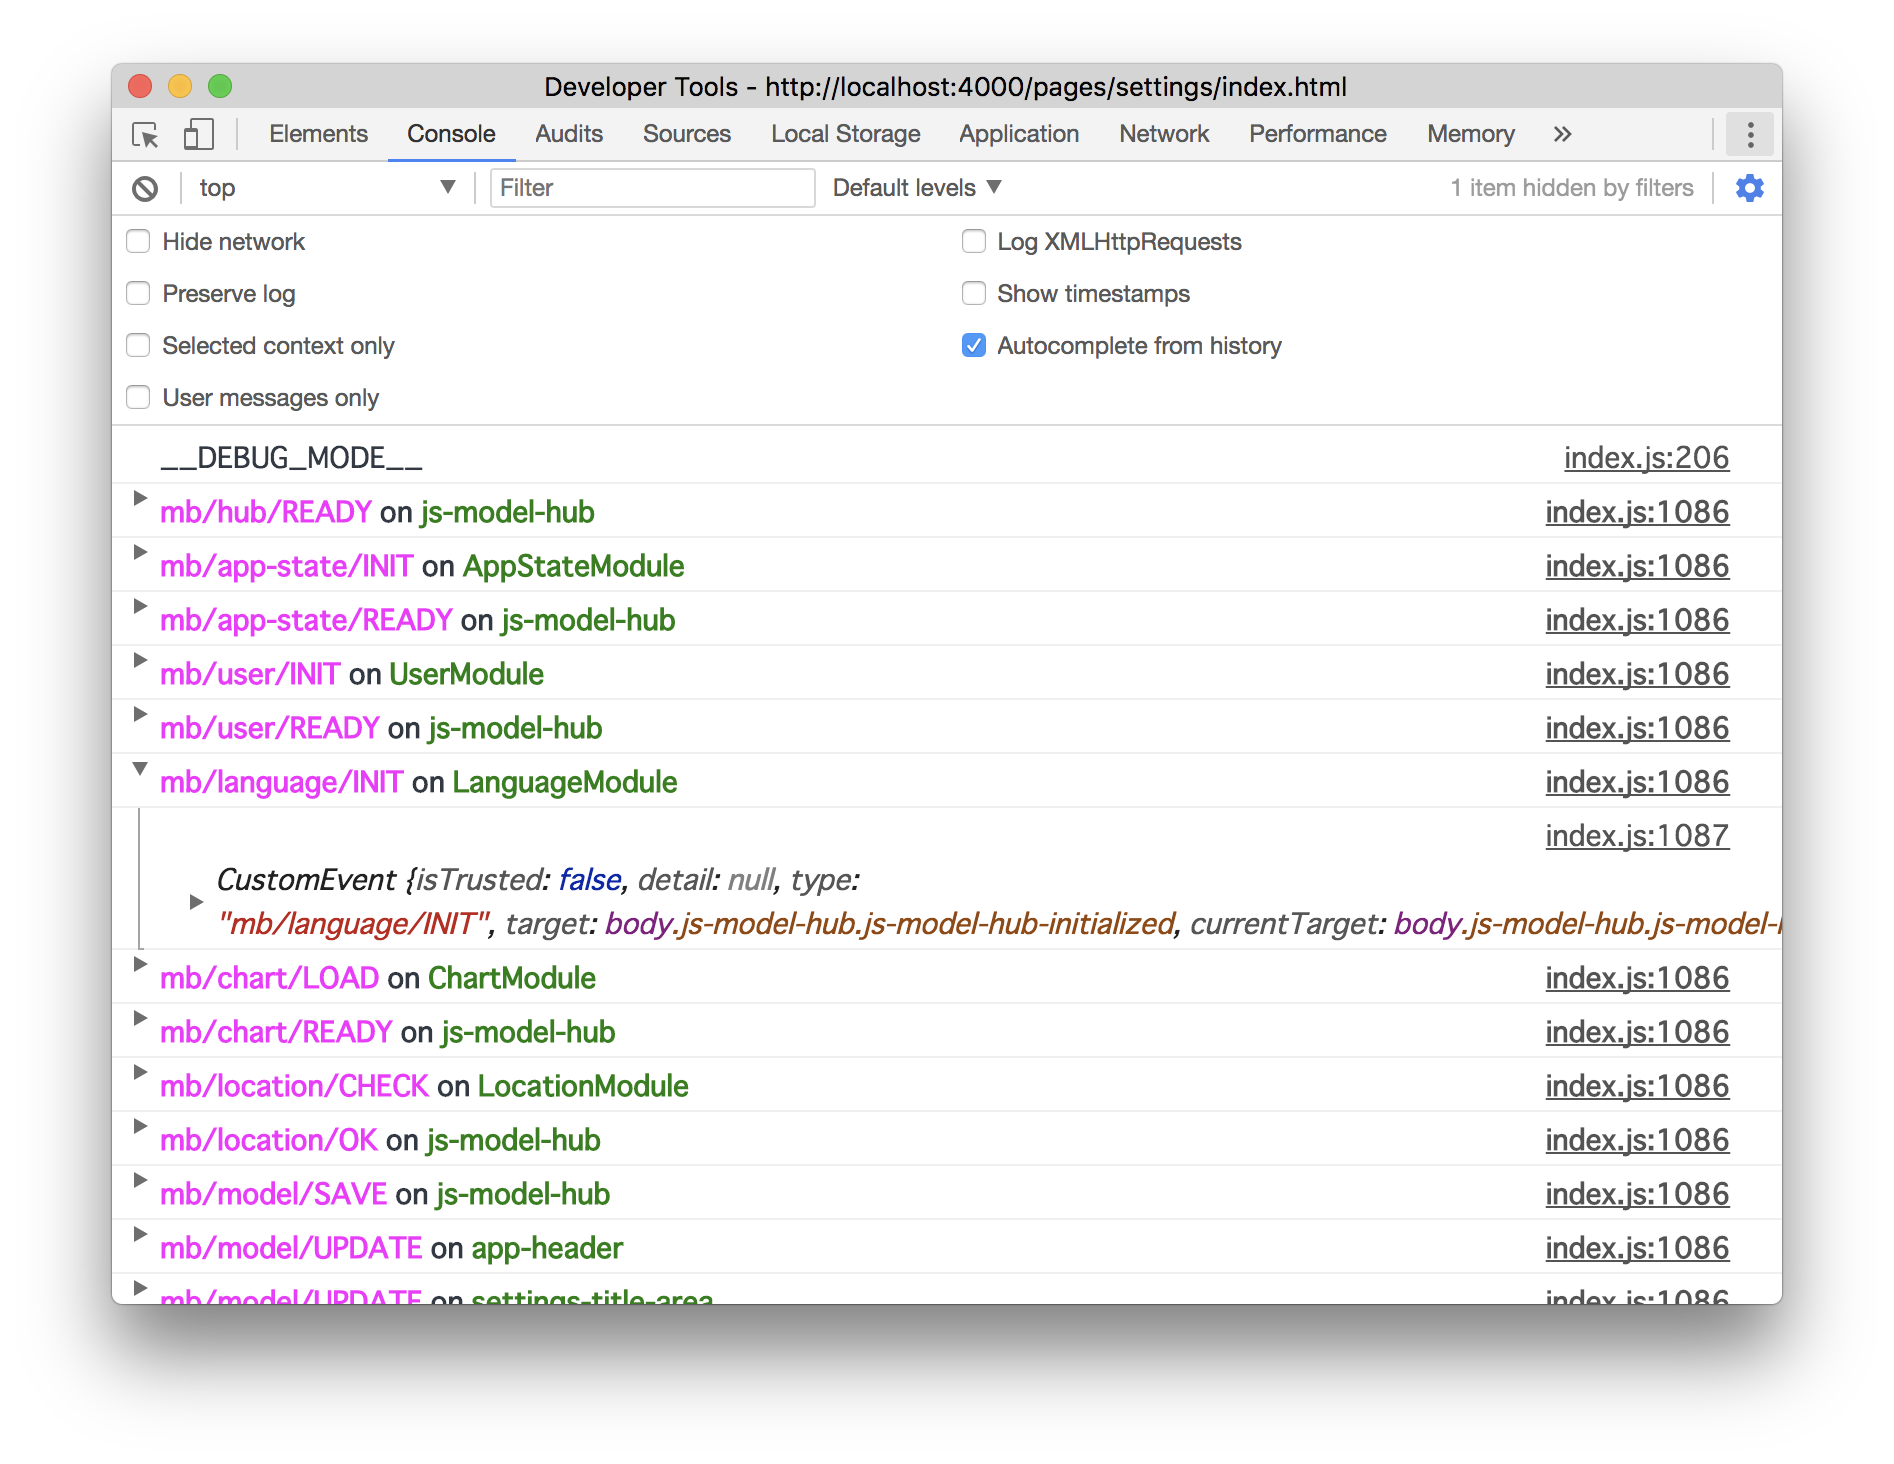 Developer Tools - http://localhost:4000/pages/settings/index.html
Elements Console Audits Sources Local Storage Application Network Performance Memory »
top ▼ Filter Default levels ▼ 1 item hidden by filters
Hide network Log XMLHttpRequests
Preserve log Show timestamps
Selected context only Autocomplete from history
User messages only
__DEBUG_MODE__ index.js:206
mb/hub/READY on js-model-hub index.js:1086
mb/app-state/INIT on AppStateModule index.js:1086
mb/app-state/READY on js-model-hub index.js:1086
mb/user/INIT on UserModule index.js:1086
mb/user/READY on js-model-hub index.js:1086
mb/language/INIT on LanguageModule index.js:1086
index.js:1087
CustomEvent {isTrusted: false, detail: null, type:
"mb/language/INIT", target: body.js-model-hub.js-model-hub-initialized, currentTarget: body.js-model-hub.js-model-
mb/chart/LOAD on ChartModule index.js:1086
mb/chart/READY on js-model-hub index.js:1086
mb/location/CHECK on LocationModule index.js:1086
mb/location/OK on js-model-hub index.js:1086
mb/model/SAVE on js-model-hub index.js:1086
mb/model/UPDATE on app-header index.js:1086
mb/model/UPDATE on settings-title-area index.js:1086